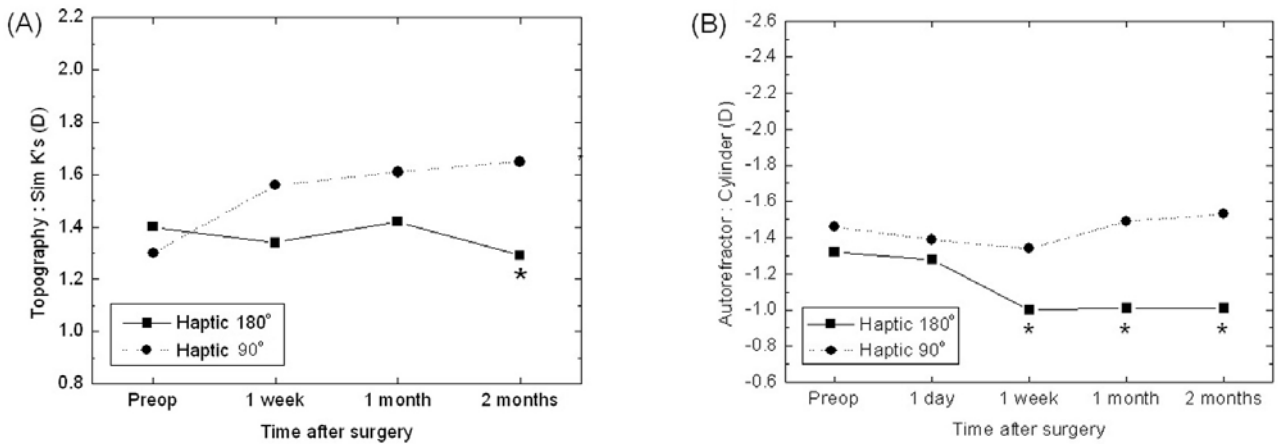 (A)
Topography : Sim K's (D)
2.2
2.0
1.8
1.6
1.4
1.2
1.0
0.8
*
Haptic 180°
Haptic 90°
Preop 1 week 1 month 2 months
Time after surgery
(B)
Autorefractor : Cylinder (D)
-2.6
-2.4
-2.2
-2.0
-1.8
-1.6
-1.4
-1.2
-1.0
-0.8
-0.6
* * *
Haptic 180°
Haptic 90°
Preop 1 day 1 week 1 month 2 months
Time after surgery